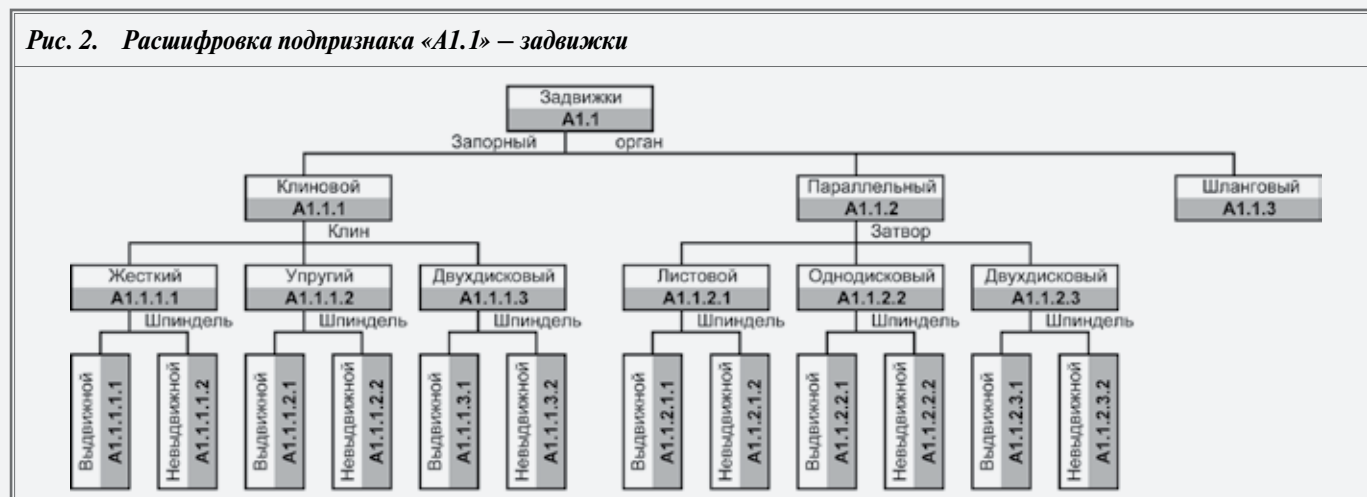 Рис. 2. Расшифровка подпризнака «А1.1» – задвижки
Задвижки
А1.1
Запорный орган
Клиновой
А1.1.1
Параллельный
А1.1.2
Шланговый
А1.1.3
Клин
Затвор
Жесткий
А1.1.1.1
Упругий
А1.1.1.2
Двухдисковый
А1.1.1.3
Листовой
А1.1.2.1
Однодисковый
А1.1.2.2
Двухдисковый
А1.1.2.3
Шпиндель
Шпиндель
Шпиндель
Шпиндель
Шпиндель
Шпиндель
Выдвижной
А1.1.1.1.1
Невыдвижной
А1.1.1.1.2
Выдвижной
А1.1.1.2.1
Невыдвижной
А1.1.1.2.2
Выдвижной
А1.1.1.3.1
Невыдвижной
А1.1.1.3.2
Выдвижной
А1.1.2.1.1
Невыдвижной
А1.1.2.1.2
Выдвижной
А1.1.2.2.1
Невыдвижной
А1.1.2.2.2
Выдвижной
А1.1.2.3.1
Невыдвижной
А1.1.2.3.2